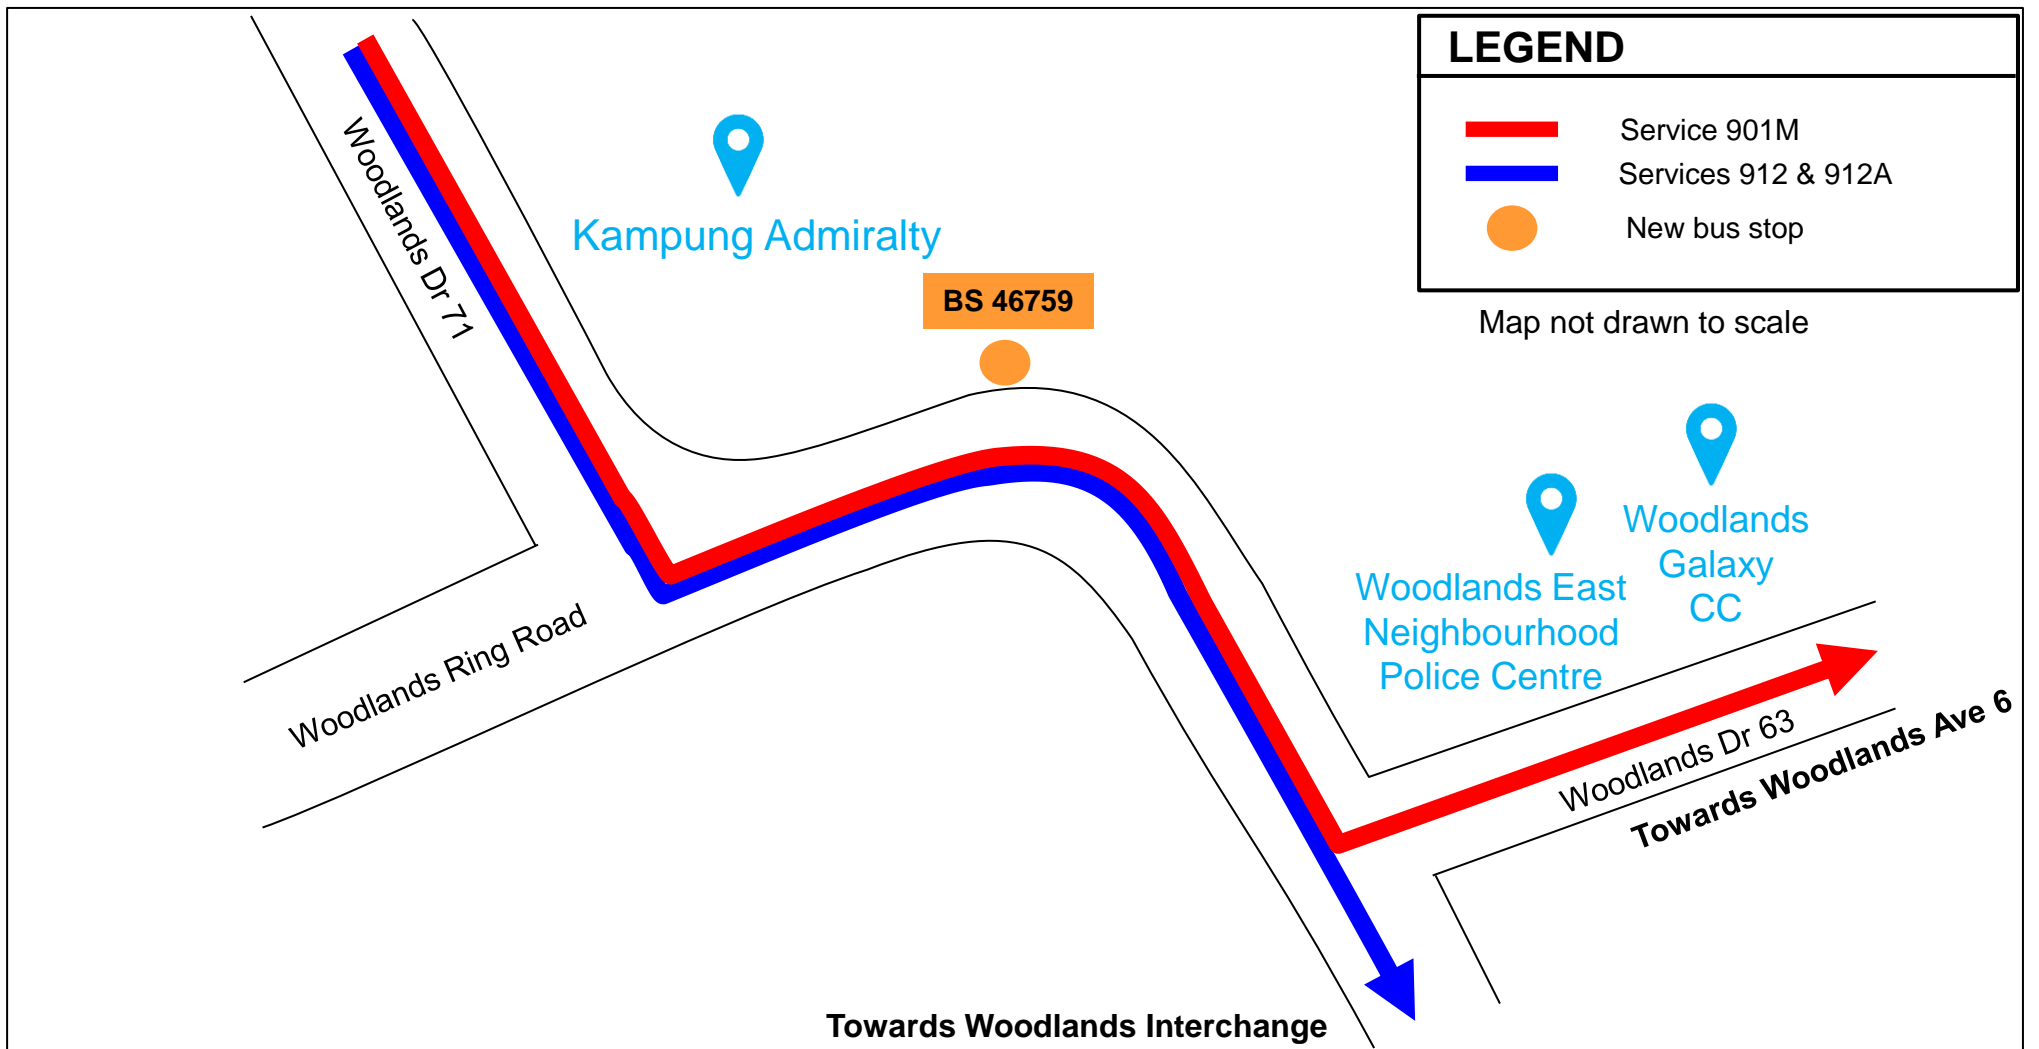 LEGEND
Service 901M
Services 912 & 912A
New bus stop
Map not drawn to scale
Woodlands Dr 71
Kampung Admiralty
BS 46759
Woodlands
Galaxy
CC
Woodlands East
Neighbourhood
Police Centre
Woodlands Ring Road
Woodlands Dr 63
Towards Woodlands Ave 6
Towards Woodlands Interchange